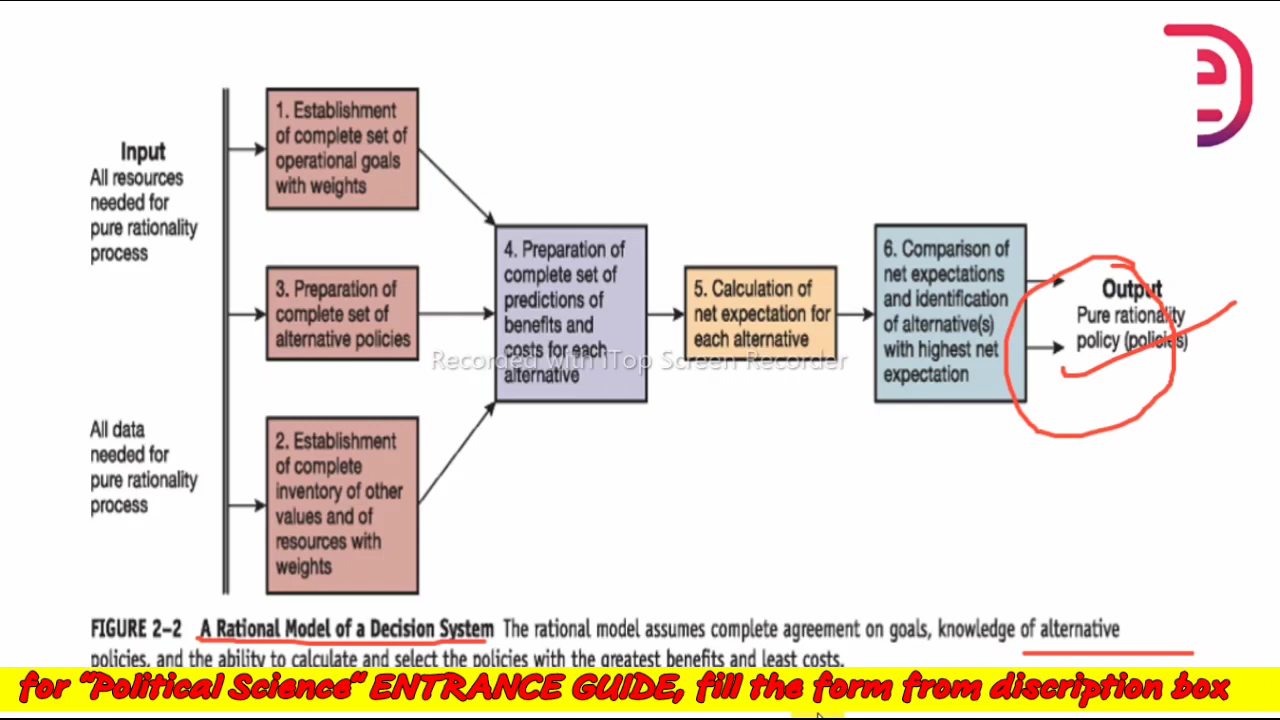 Input
All resources
needed for
pure rationality
process
All data
needed for
pure rationality
process
1. Establishment
of complete set of
operational goals
with weights
3. Preparation of
complete set of
alternative policies
2. Establishment
of complete
inventory of other
values and of
resources with
weights
4. Preparation of
complete set of
predictions of
benefits and
costs for each
alternative
5. Calculation of
net expectation for
each alternative
6. Comparison of
net expectations
and identification
of alternative(s)
with highest net
expectation
Output
Pure rationality
policy (policies)
Recorded with iTop Screen Recorder
FIGURE 2–2 A Rational Model of a Decision System The rational model assumes complete agreement on goals, knowledge of alternative
policies, and the ability to calculate and select the policies with the greatest benefits and least costs.
for "Political Science" ENTRANCE GUIDE, fill the form from discription box